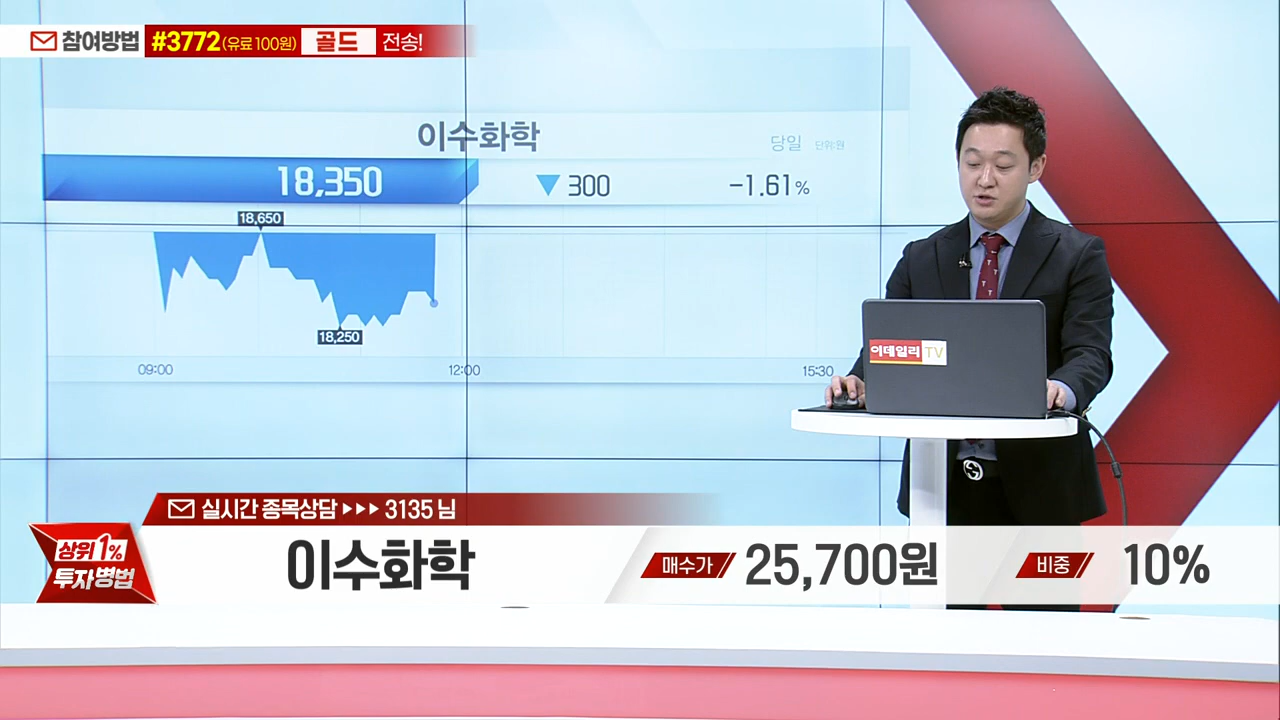 참여방법 #3772(유료 100원) 골드 전송!
이수화학
당일 단위:원
18,350 ▼ 300 -1.61%
18,650
18,250
09:00 12:00 15:30
이데일리TV
실시간 종목상담 ▶▶▶ 3135 님
상위1%
투자병법
이수화학 매수가 25,700원 비중 10%